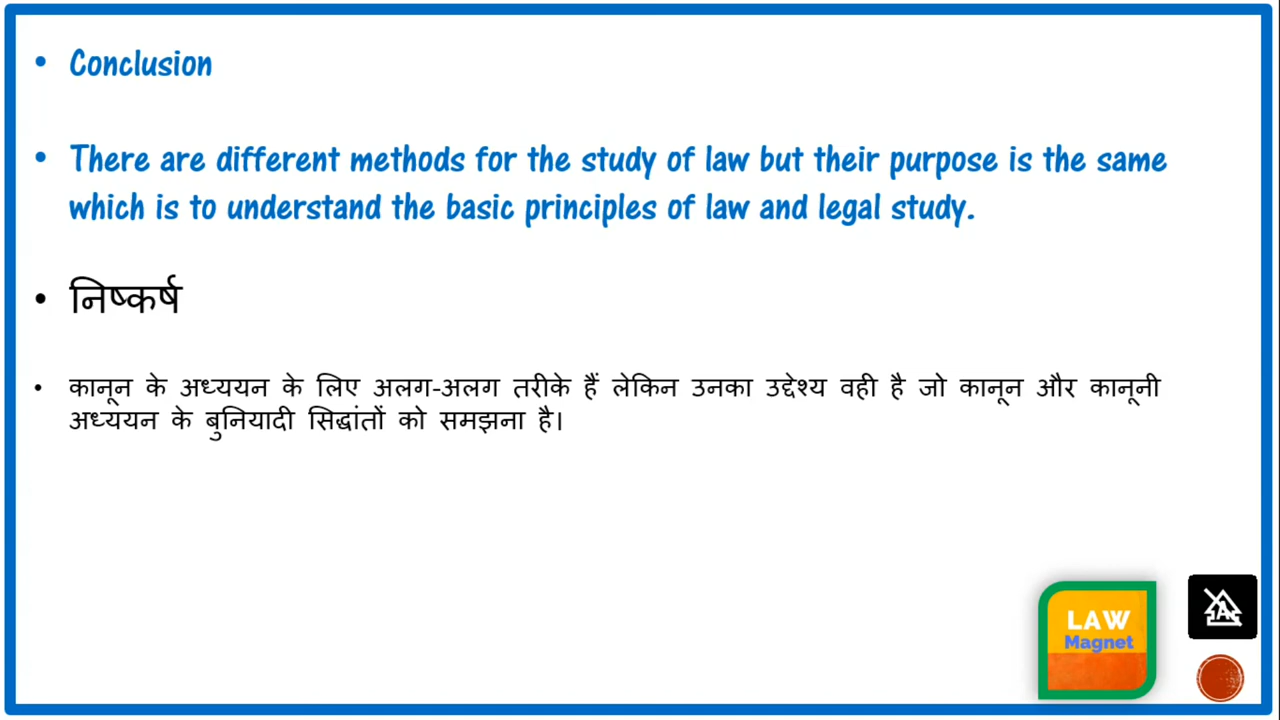 • Conclusion
• There are different methods for the study of law but their purpose is the same
which is to understand the basic principles of law and legal study.
• निष्कर्ष
• कानून के अध्ययन के लिए अलग-अलग तरीके हैं लेकिन उनका उद्देश्य वही है जो कानून और कानूनी
अध्ययन के बुनियादी सिद्धांतों को समझना है।
LAW
Magnet